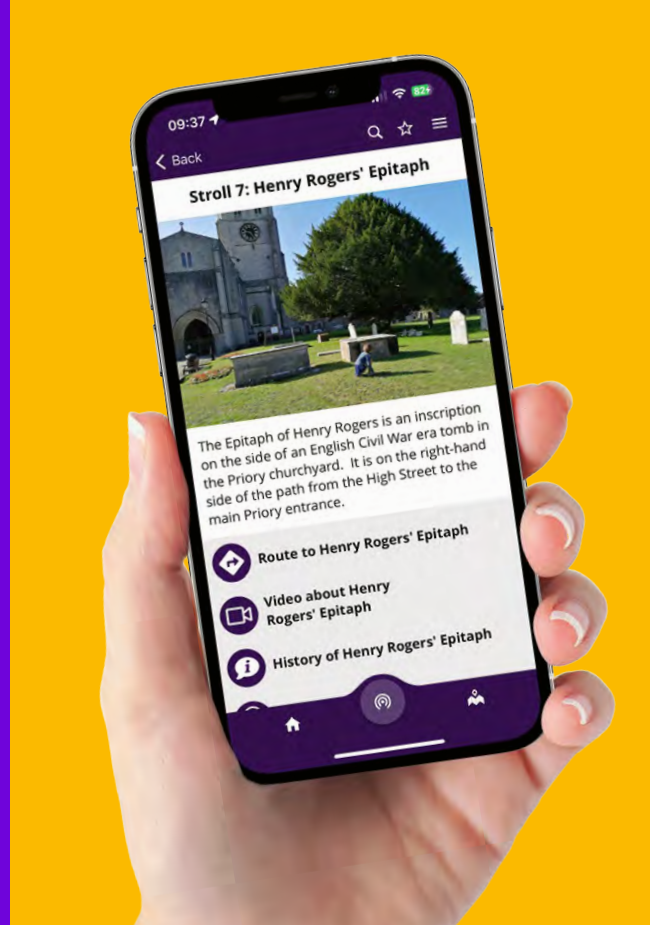 09:37
82
Back
Stroll 7: Henry Rogers' Epitaph
The Epitaph of Henry Rogers is an inscription
on the side of an English Civil War era tomb in
the Priory churchyard. It is on the right-hand
side of the path from the High Street to the
main Priory entrance.
Route to Henry Rogers' Epitaph
Video about Henry
Rogers' Epitaph
History of Henry Rogers' Epitaph